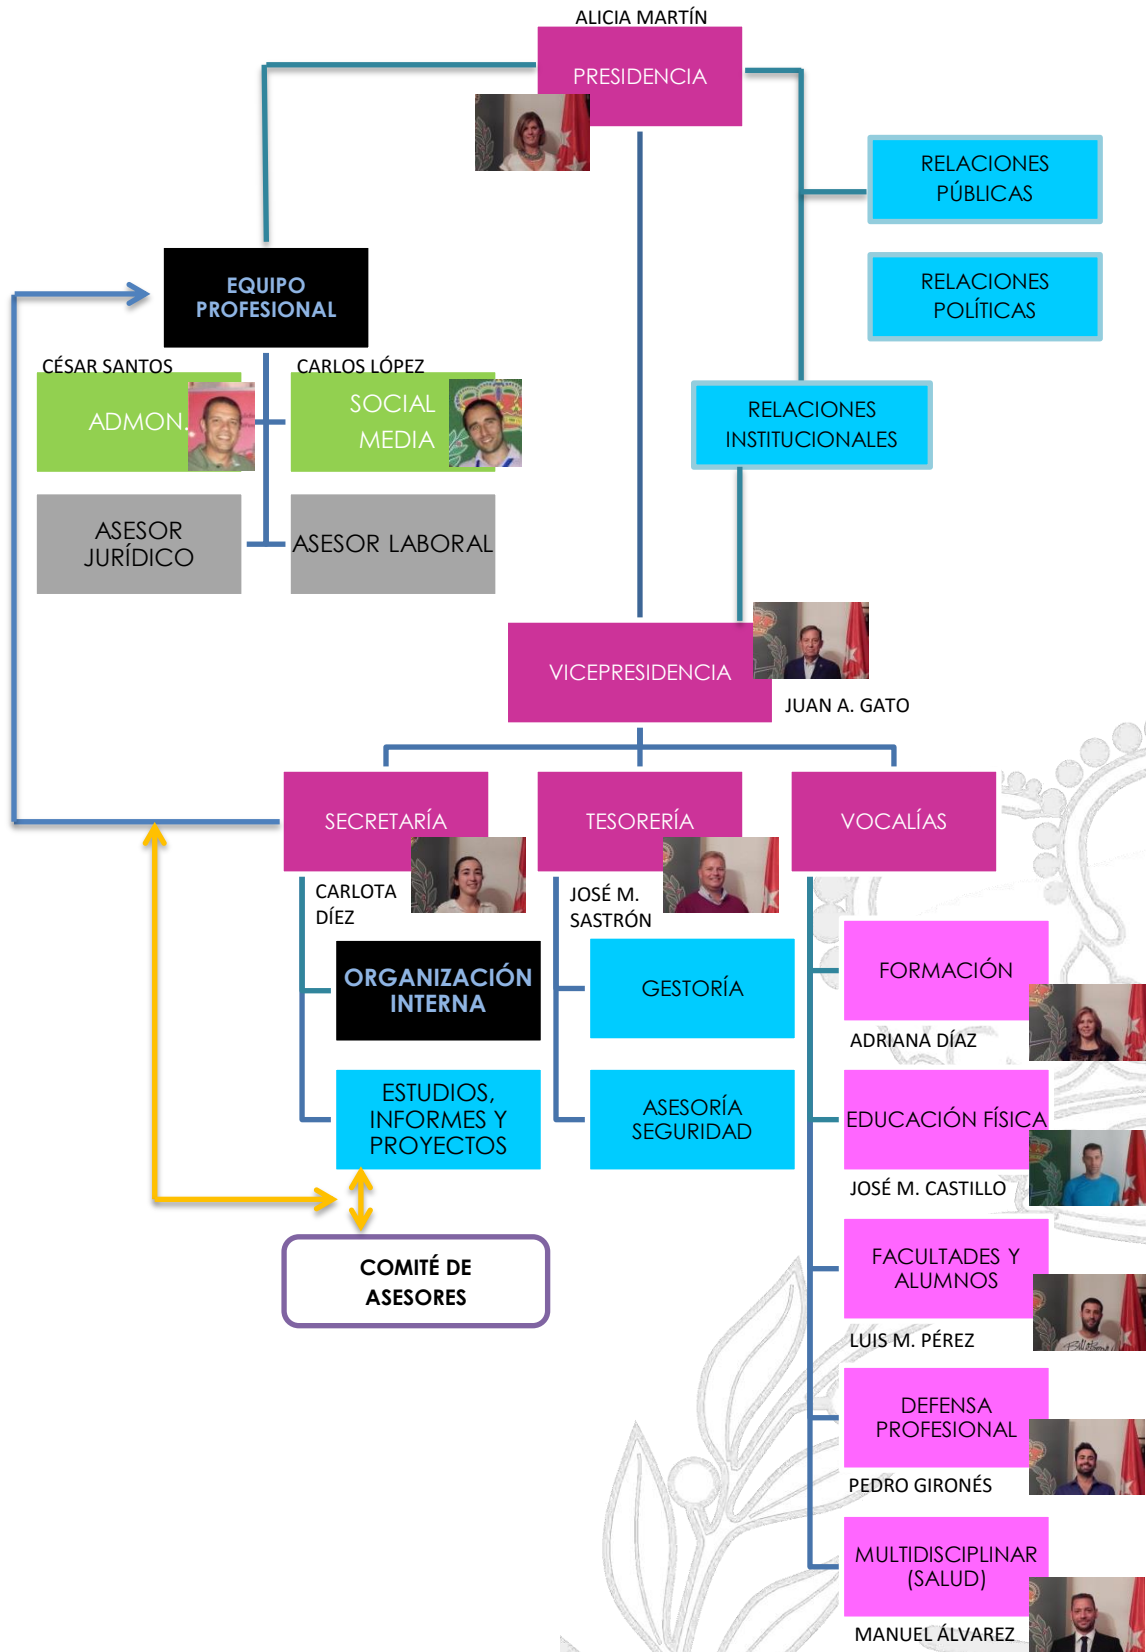 ALICIA MARTÍN
PRESIDENCIA
RELACIONES
PÚBLICAS
RELACIONES
POLÍTICAS
EQUIPO
PROFESIONAL
CÉSAR SANTOS
ADMON.
CARLOS LÓPEZ
SOCIAL
MEDIA
RELACIONES
INSTITUCIONALES
ASESOR
JURÍDICO
ASESOR LABORAL
VICEPRESIDENCIA
JUAN A. GATO
SECRETARÍA
TESORERÍA
VOCALÍAS
CARLOTA
DÍEZ
JOSÉ M.
SASTRÓN
ORGANIZACIÓN
INTERNA
GESTORÍA
FORMACIÓN
ADRIANA DÍAZ
ESTUDIOS,
INFORMES Y
PROYECTOS
ASESORÍA
SEGURIDAD
EDUCACIÓN FÍSICA
JOSÉ M. CASTILLO
COMITÉ DE
ASESORES
FACULTADES Y
ALUMNOS
LUIS M. PÉREZ
DEFENSA
PROFESIONAL
PEDRO GIRONÉS
MULTIDISCIPLINAR
(SALUD)
MANUEL ÁLVAREZ